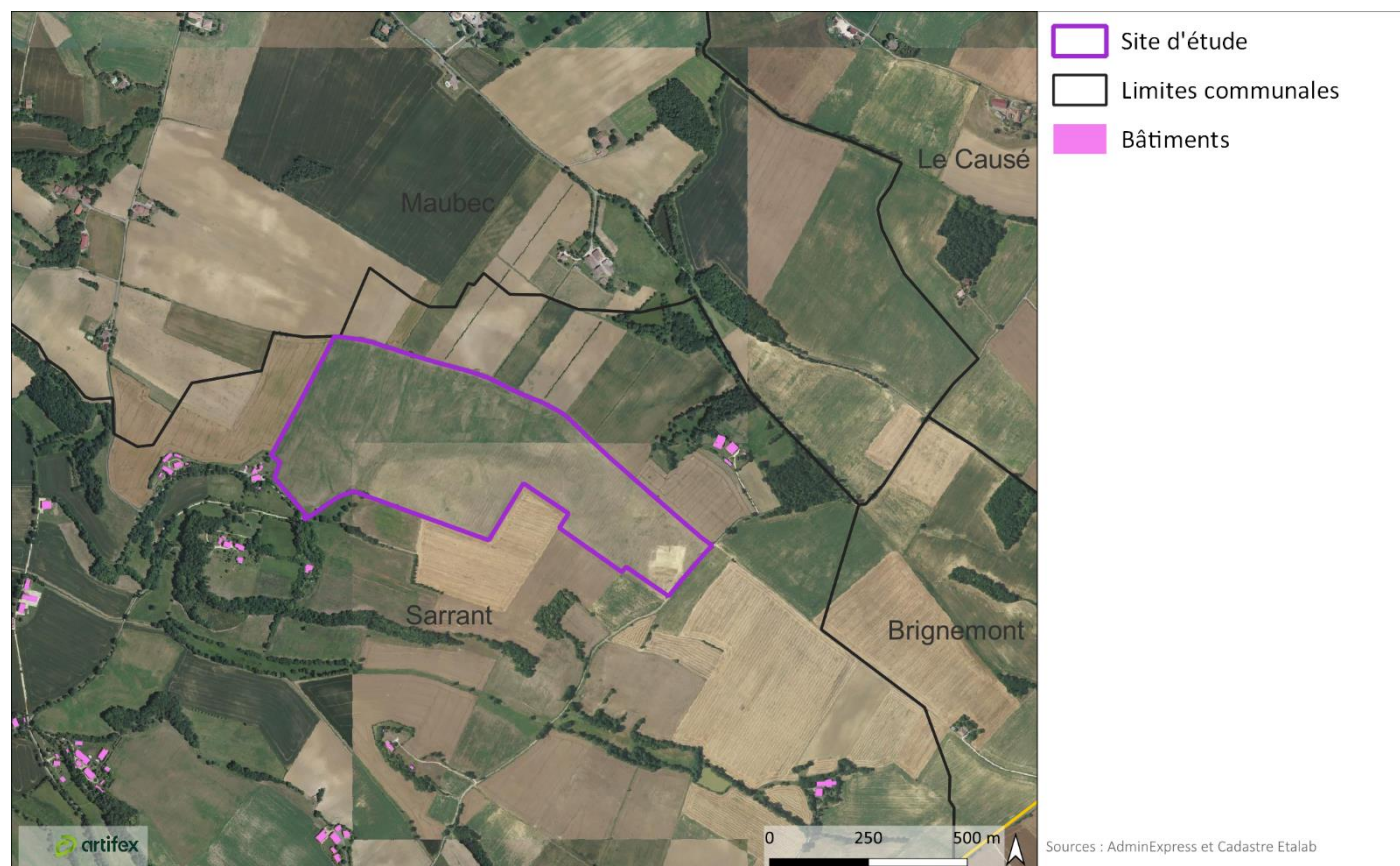 Site d'étude
Limites communales
Bâtiments
Le Causé
Maubec
Sarrant
Brignemont
artifex
0 250 500 m
Sources : AdminExpress et Cadastre Etalab